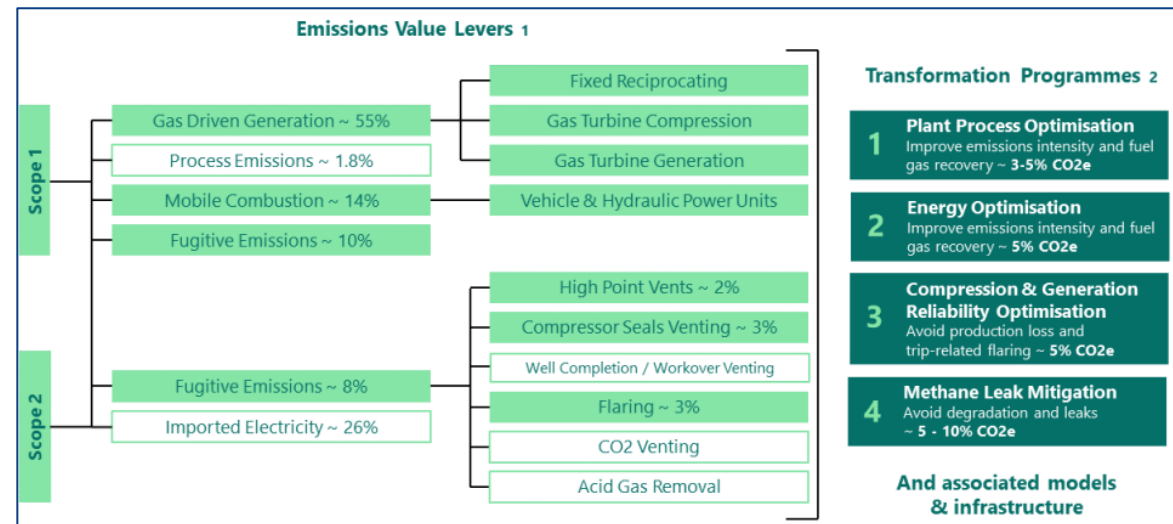 Emissions Value Levers 1
Scope 1
Gas Driven Generation ~ 55%
Process Emissions ~ 1.8%
Mobile Combustion ~ 14%
Fugitive Emissions ~ 10%
Fixed Reciprocating
Gas Turbine Compression
Gas Turbine Generation
Vehicle & Hydraulic Power Units
Scope 2
Fugitive Emissions ~ 8%
Imported Electricity ~ 26%
High Point Vents ~ 2%
Compressor Seals Venting ~ 3%
Well Completion / Workover Venting
Flaring ~ 3%
CO2 Venting
Acid Gas Removal
Transformation Programmes 2
1
Plant Process Optimisation
Improve emissions intensity and fuel
gas recovery ~ 3-5% CO2e
2
Energy Optimisation
Improve emissions intensity and fuel
gas recovery ~ 5% CO2e
3
Compression & Generation
Reliability Optimisation
Avoid production loss and
trip-related flaring ~ 5% CO2e
4
Methane Leak Mitigation
Avoid degradation and leaks
~ 5 - 10% CO2e
And associated models
& infrastructure